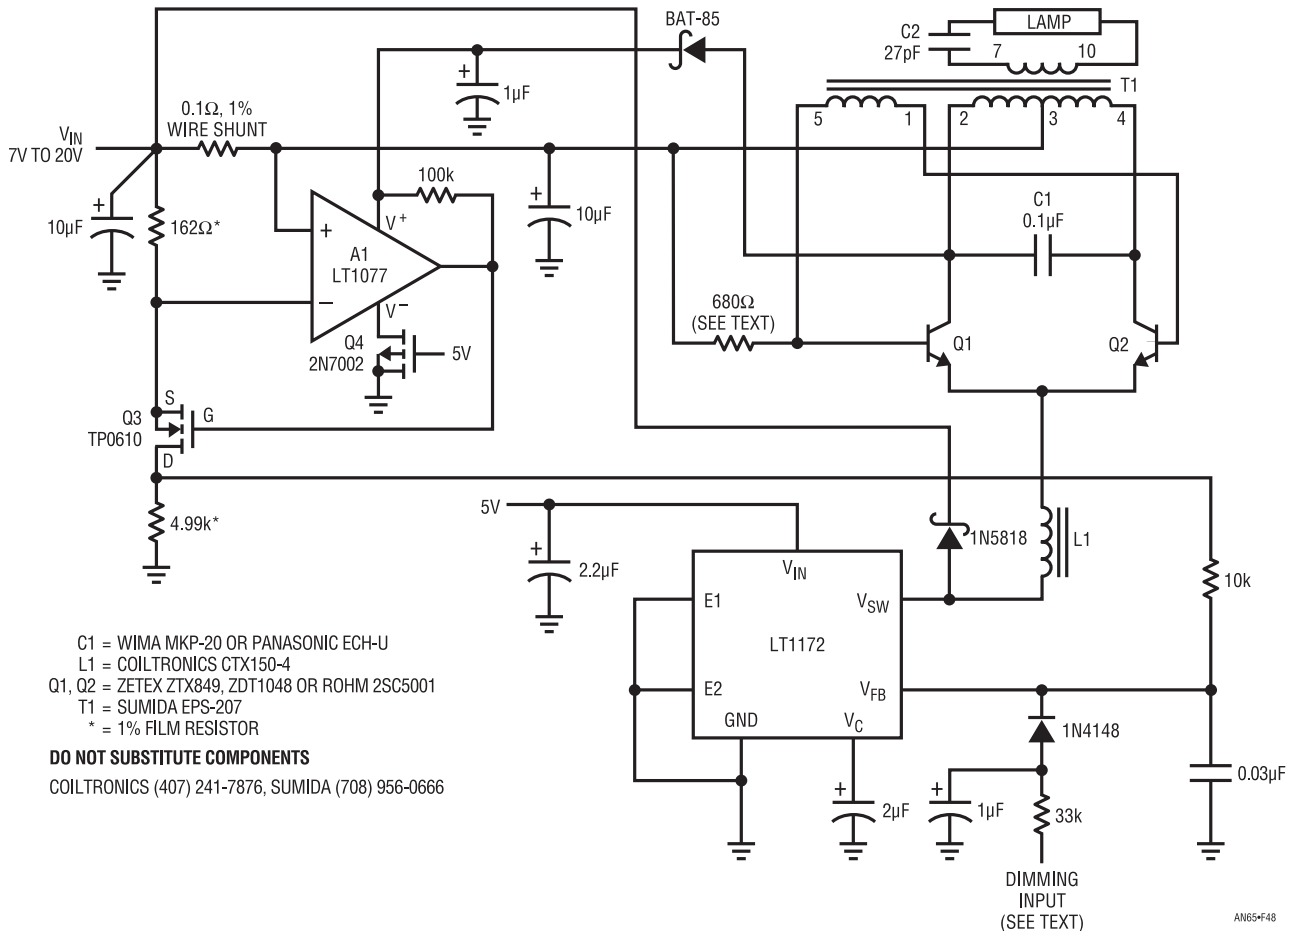 BAT-85
C2
27pF
LAMP
7
10
T1
5
1
2
3
4
+
1µF
0.1Ω, 1%
WIRE SHUNT
VIN
7V TO 20V
+
10µF
162Ω*
100k
V+
+
A1
LT1077
−
V−
+
10µF
C1
0.1µF
680Ω
(SEE TEXT)
Q4
2N7002
5V
Q1
Q2
S
G
D
Q3
TP0610
4.99k*
5V
+
2.2µF
1N5818
L1
10k
VIN
E1
VSW
LT1172
E2
VFB
GND
VC
1N4148
+
2µF
+
1µF
33k
0.03µF
DIMMING
INPUT
(SEE TEXT)
C1 = WIMA MKP-20 OR PANASONIC ECH-U
L1 = COILTRONICS CTX150-4
Q1, Q2 = ZETEX ZTX849, ZDT1048 OR ROHM 2SC5001
T1 = SUMIDA EPS-207
* = 1% FILM RESISTOR
DO NOT SUBSTITUTE COMPONENTS
COILTRONICS (407) 241-7876, SUMIDA (708) 956-0666
AN65•F48